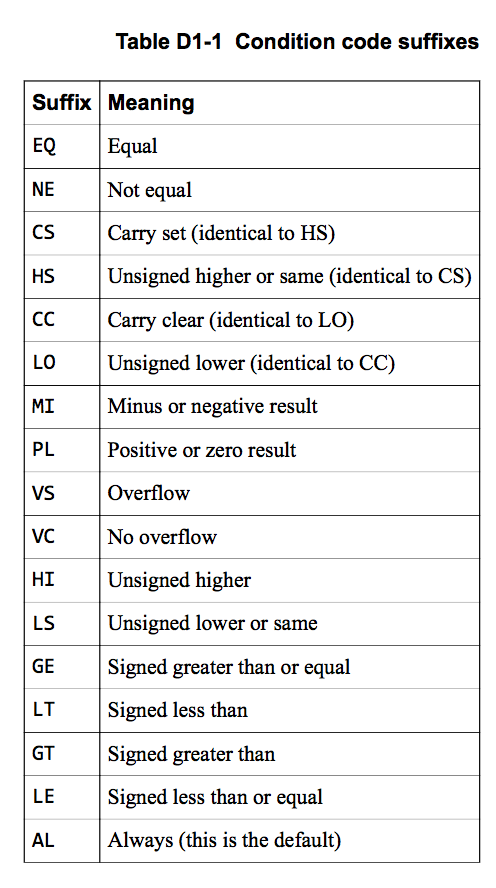 Table D1-1 Condition code suffixes
Suffix Meaning
EQ Equal
NE Not equal
CS Carry set (identical to HS)
HS Unsigned higher or same (identical to CS)
CC Carry clear (identical to LO)
LO Unsigned lower (identical to CC)
MI Minus or negative result
PL Positive or zero result
VS Overflow
VC No overflow
HI Unsigned higher
LS Unsigned lower or same
GE Signed greater than or equal
LT Signed less than
GT Signed greater than
LE Signed less than or equal
AL Always (this is the default)